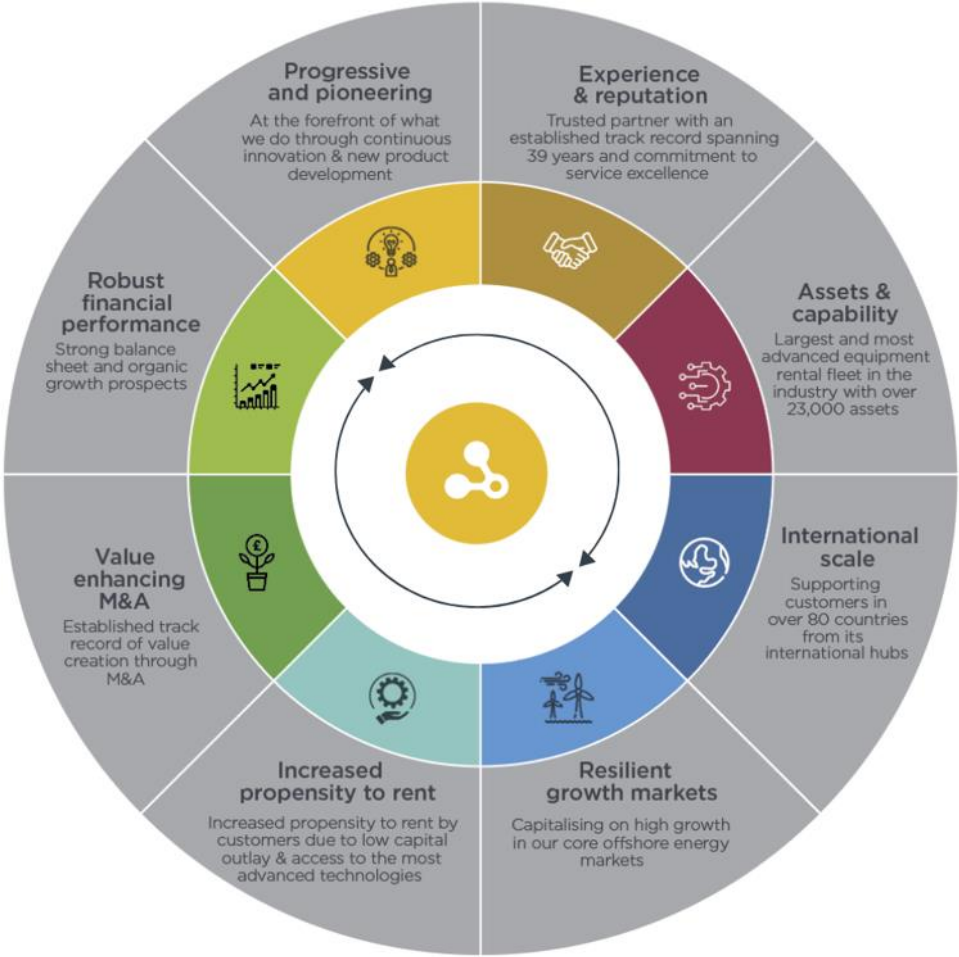 Progressive
and pioneering
At the forefront of what
we do through continuous
innovation & new product
development
Experience
& reputation
Trusted partner with an
established track record spanning
39 years and commitment to
service excellence
Assets &
capability
Largest and most
advanced equipment
rental fleet in the
industry with over
23,000 assets
International
scale
Supporting
customers in
over 80 countries
from its
international hubs
Resilient
growth markets
Capitalising on high growth
in our core offshore energy
markets
Increased
propensity to rent
Increased propensity to rent by
customers due to low capital
outlay & access to the most
advanced technologies
Value
enhancing
M&A
Established track
record of value
creation through
M&A
£
Robust
financial
performance
Strong balance
sheet and organic
growth prospects